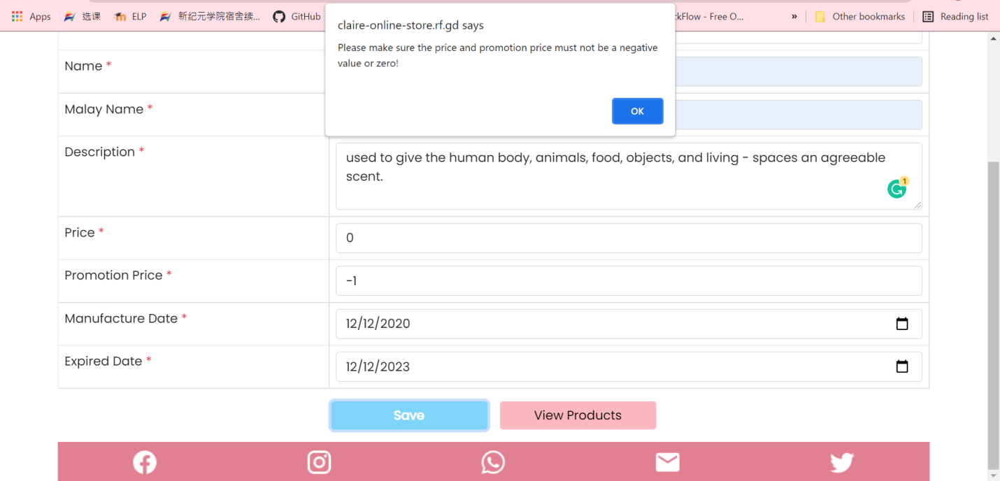 Apps
选课
ELP
新纪元学院宿舍续...
GitHub
ckFlow - Free O...
»
Other bookmarks
Reading list
claire-online-store.rf.gd says
Please make sure the price and promotion price must not be a negative
value or zero!
OK
Name *
Malay Name *
Description *
used to give the human body, animals, food, objects, and living - spaces an agreeable
scent.
1
Price *
0
Promotion Price *
-1
Manufacture Date *
12/12/2020
Expired Date *
12/12/2023
Save
View Products